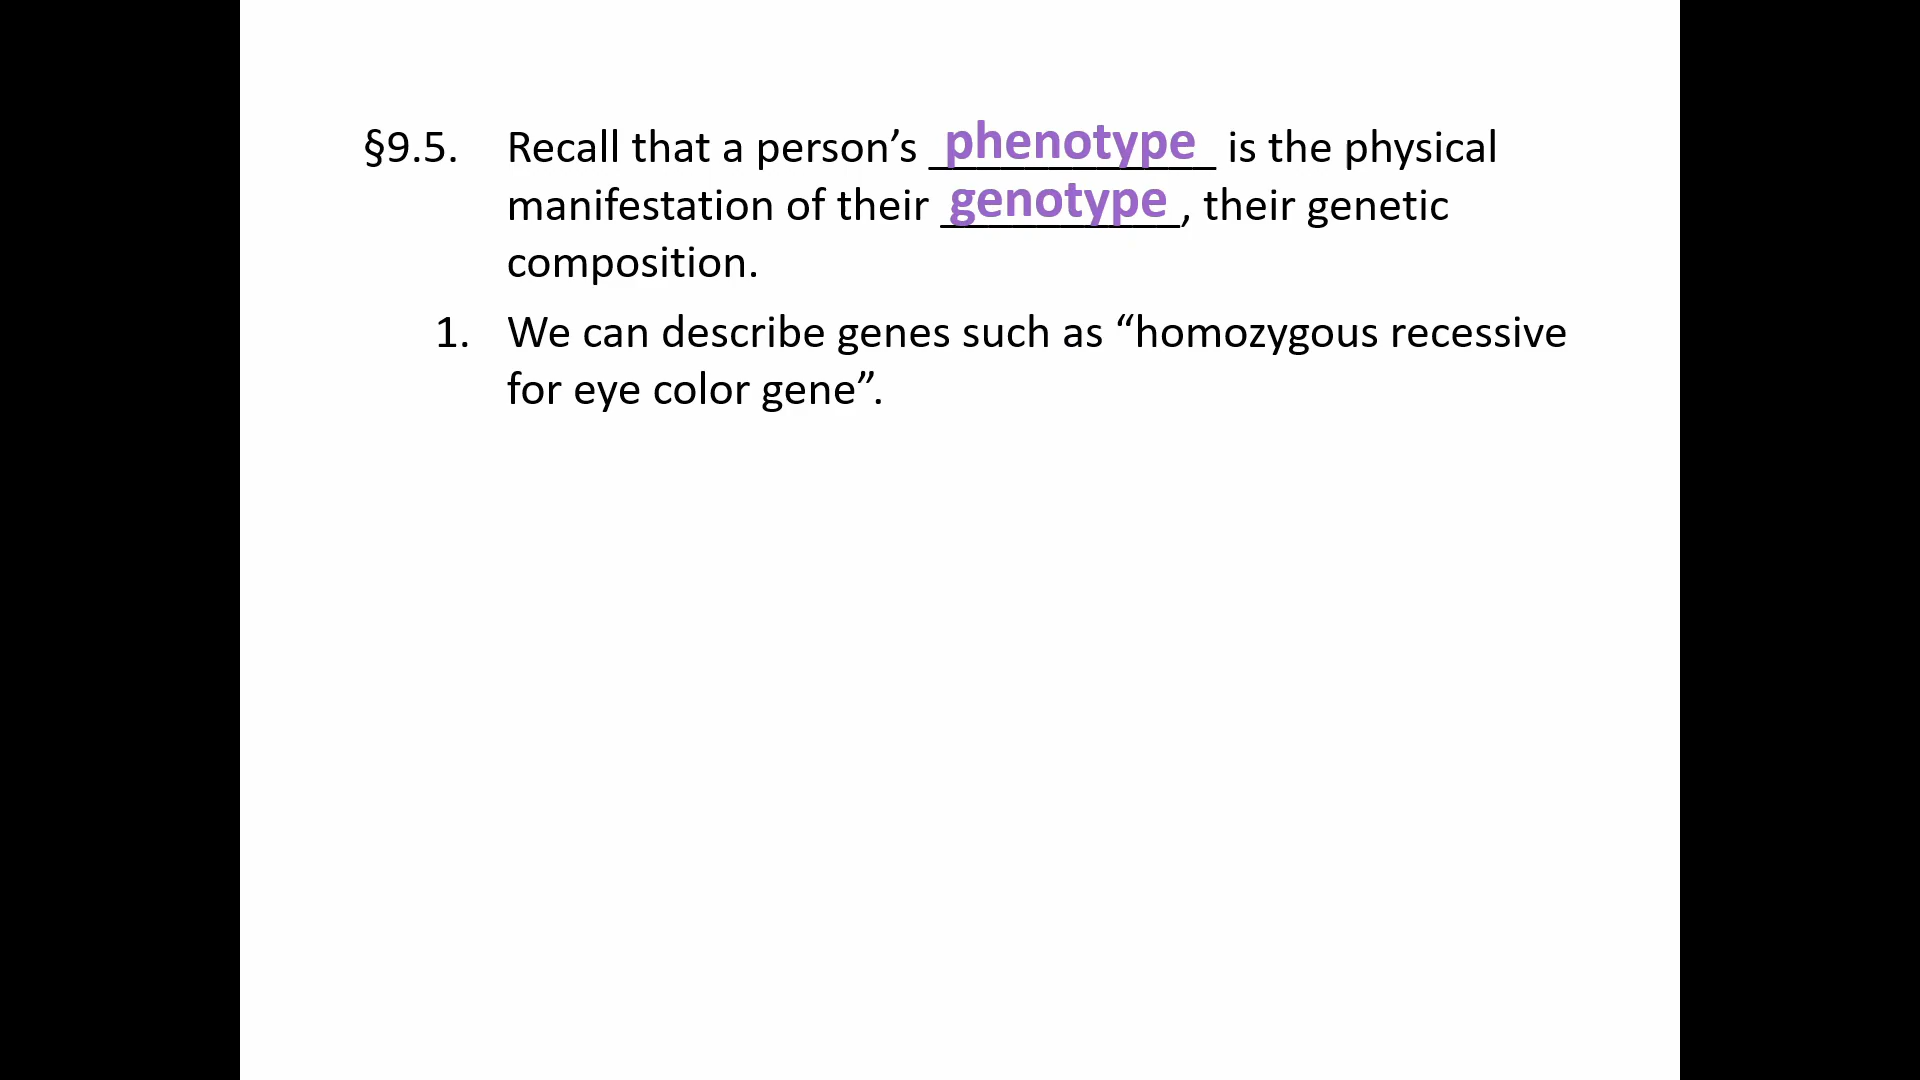 §9.5. Recall that a person’s phenotype is the physical
manifestation of their genotype, their genetic
composition.
1. We can describe genes such as “homozygous recessive
for eye color gene”.